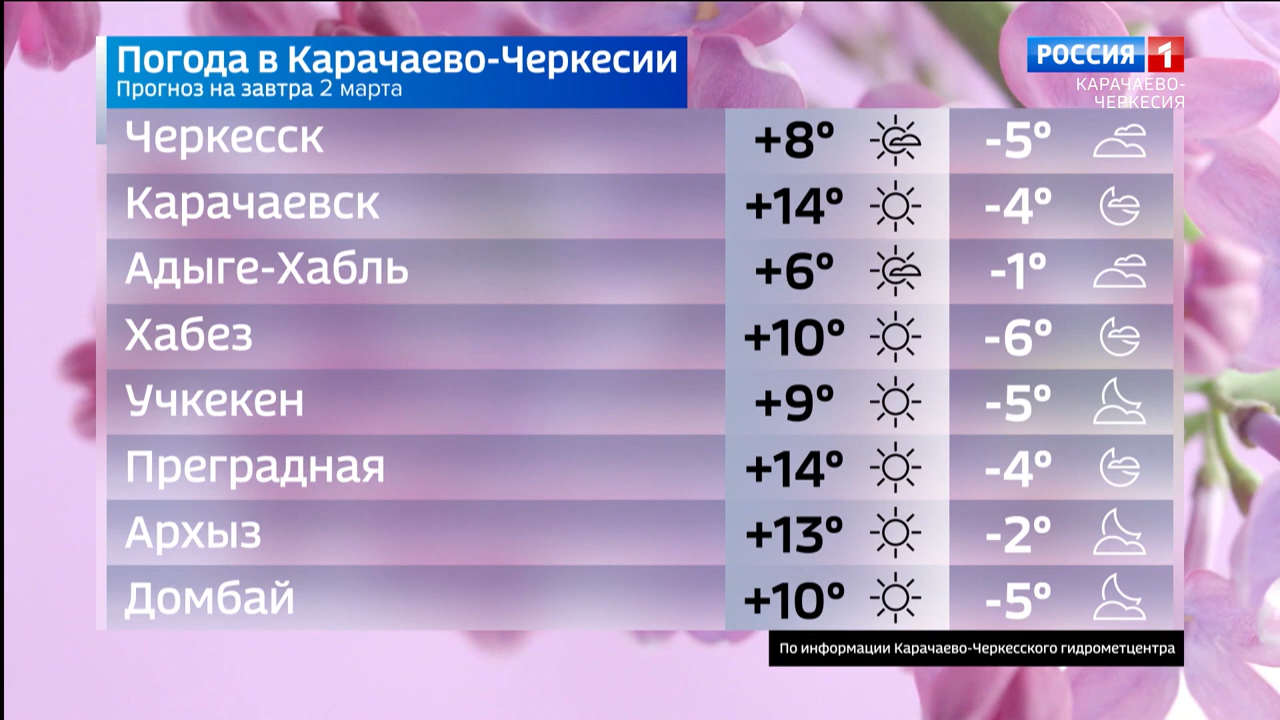 Погода в Карачаево-Черкесии
Прогноз на завтра 2 марта
РОССИЯ 1
КАРАЧАЕВО-
ЧЕРКЕСИЯ
Черкесск +8° -5°
Карачаевск +14° -4°
Адыге-Хабль +6° -1°
Хабез +10° -6°
Учкекен +9° -5°
Преградная +14° -4°
Архыз +13° -2°
Домбай +10° -5°
По информации Карачаево-Черкесского гидрометцентра